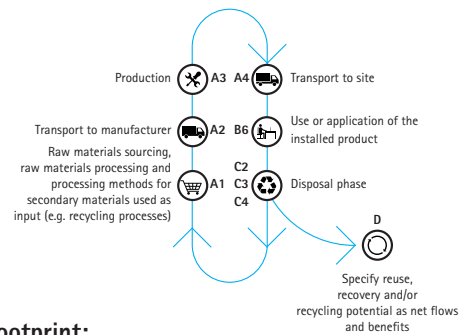 Production
A3
A4
Transport to site
Transport to manufacturer
A2
B6
Use or application of the
installed product
Raw materials sourcing,
raw materials processing and
processing methods for
secondary materials used as
input (e.g. recycling processes)
A1
C2
C3
C4
Disposal phase
D
Specify reuse,
recovery and/or
recycling potential as net flows
and benefits
ootprint: